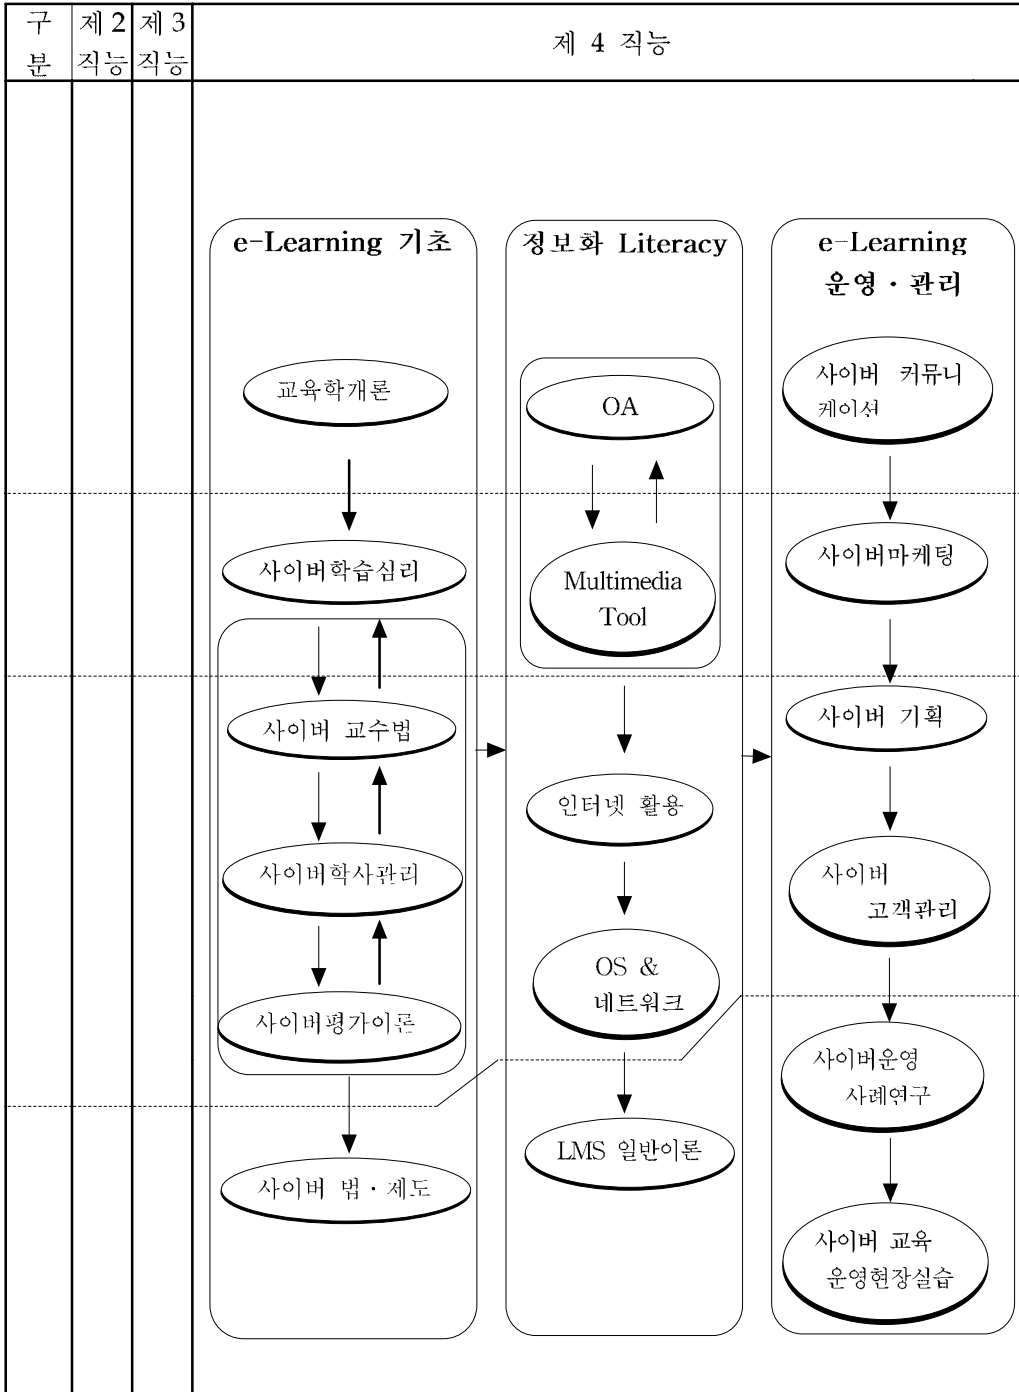 구분
제 2 직능
제 3 직능
제 4 직능
e-Learning 기초
교육학개론
사이버학습심리
사이버 교수법
사이버학사관리
사이버평가이론
사이버 법·제도
정보화 Literacy
OA
Multimedia
Tool
인터넷 활용
OS &
네트워크
LMS 일반이론
e-Learning
운영·관리
사이버 커뮤니
케이션
사이버마케팅
사이버 기획
사이버
고객관리
사이버운영
사례연구
사이버 교육
운영현장실습